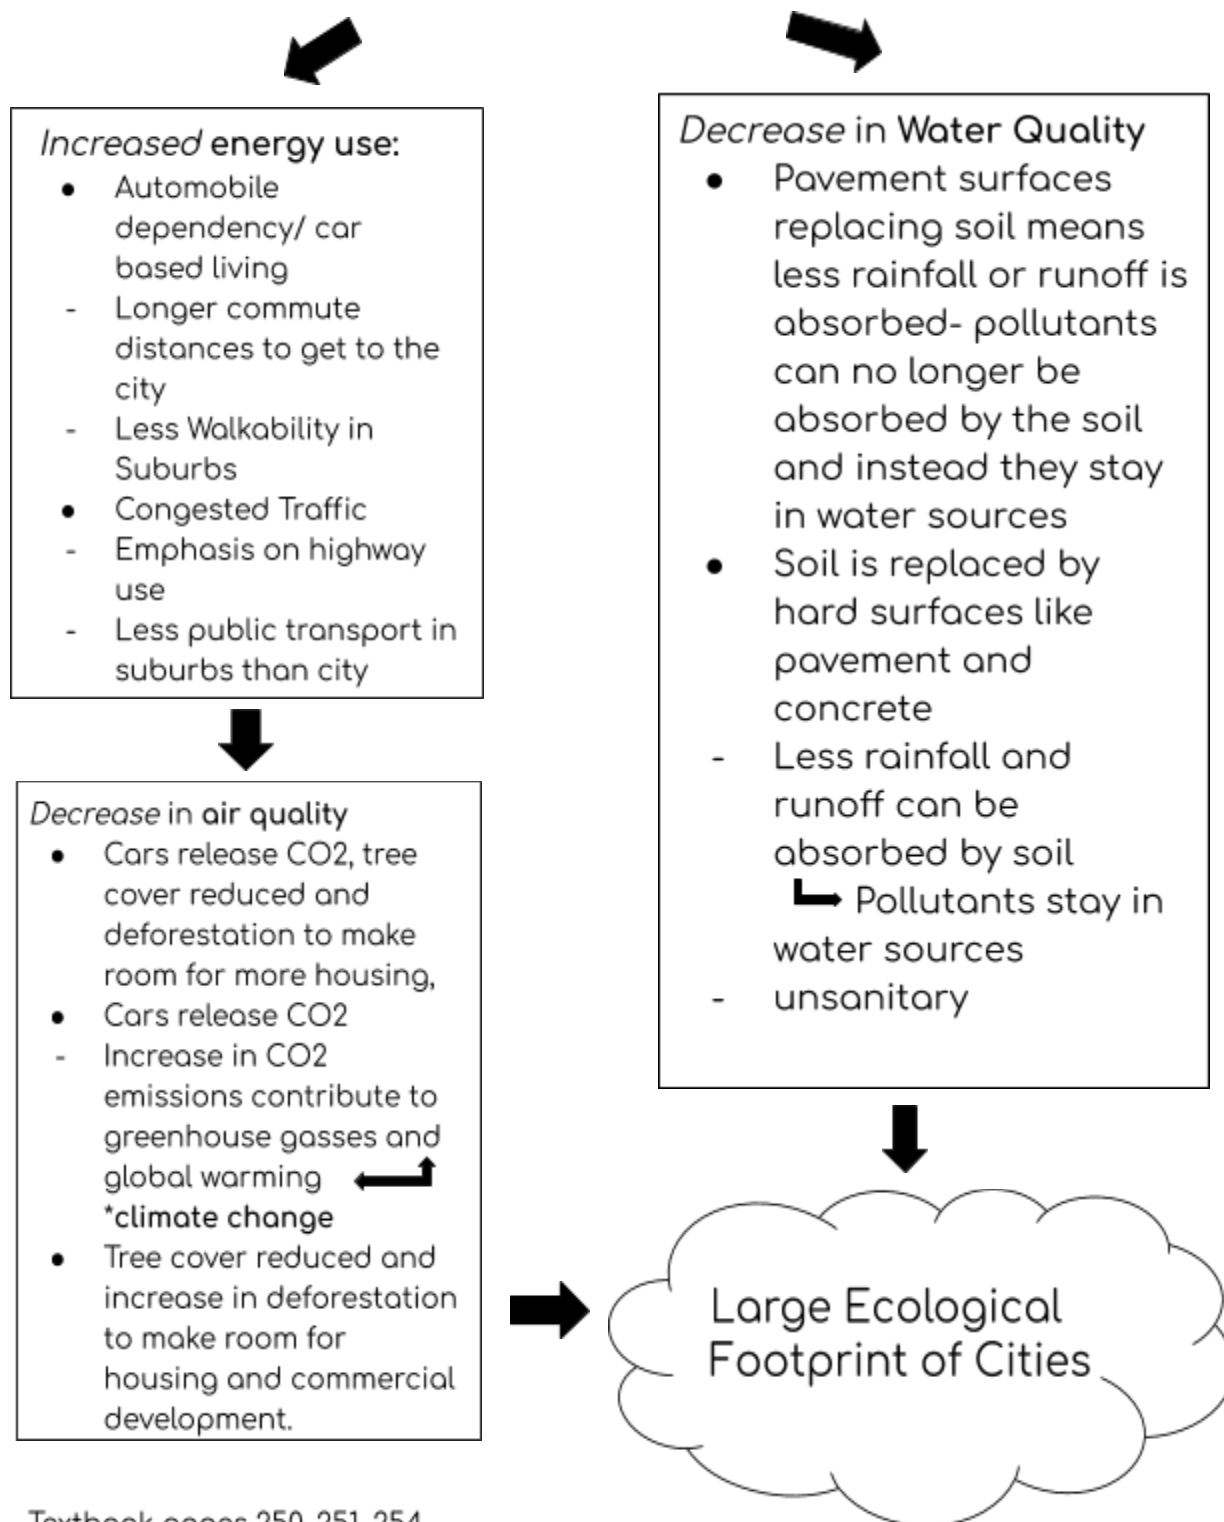 Increased energy use:
● Automobile
dependency/ car
based living
- Longer commute
distances to get to the
city
- Less Walkability in
Suburbs
● Congested Traffic
- Emphasis on highway
use
- Less public transport in
suburbs than city
Decrease in air quality
● Cars release CO2, tree
cover reduced and
deforestation to make
room for more housing,
● Cars release CO2
- Increase in CO2
emissions contribute to
greenhouse gasses and
global warming
*climate change
● Tree cover reduced and
increase in deforestation
to make room for
housing and commercial
development.
Decrease in Water Quality
● Pavement surfaces
replacing soil means
less rainfall or runoff is
absorbed- pollutants
can no longer be
absorbed by the soil
and instead they stay
in water sources
● Soil is replaced by
hard surfaces like
pavement and
concrete
- Less rainfall and
runoff can be
absorbed by soil
Pollutants stay in
water sources
- unsanitary
Large Ecological
Footprint of Cities
Textbook pages 250, 251, 254